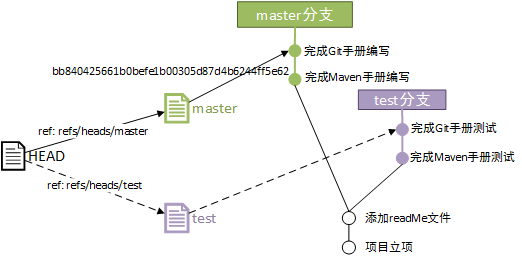 master分支
完成Git手册编写
bb840425661b0befe1b00305d87d4b6244ff5e62
完成Maven手册编写
test分支
master
ref: refs/heads/master
完成Git手册测试
HEAD
完成Maven手册测试
ref: refs/heads/test
test
添加readMe文件
项目立项